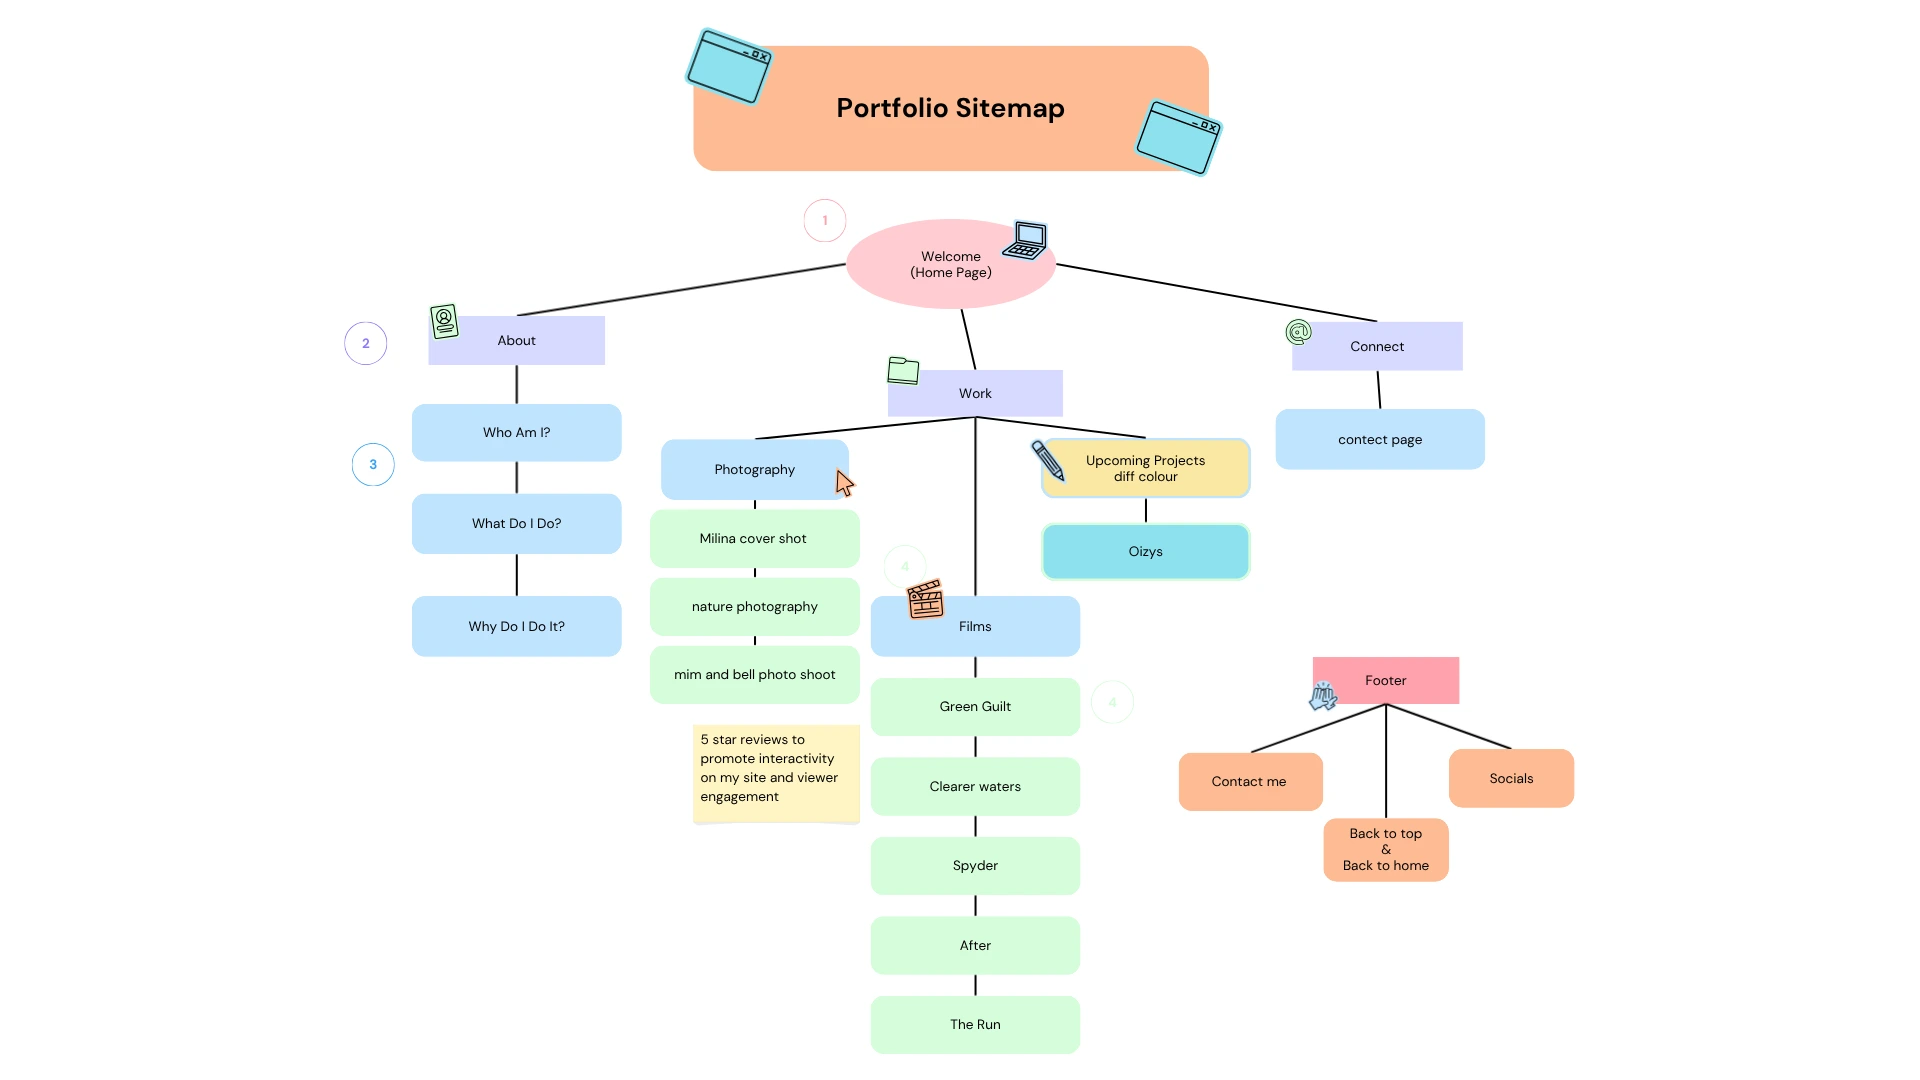 Portfolio Sitemap
1
Welcome
(Home Page)
2
About
Who Am I?
3
What Do I Do?
Why Do I Do It?
Work
Photography
Milina cover shot
nature photography
mim and bell photo shoot
5 star reviews to
promote interactivity
on my site and viewer
engagement
4
Films
Green Guilt
4
Clearer waters
Spyder
After
The Run
Upcoming Projects
diff colour
Oizys
Connect
contect page
Footer
Contact me
Back to top
&
Back to home
Socials